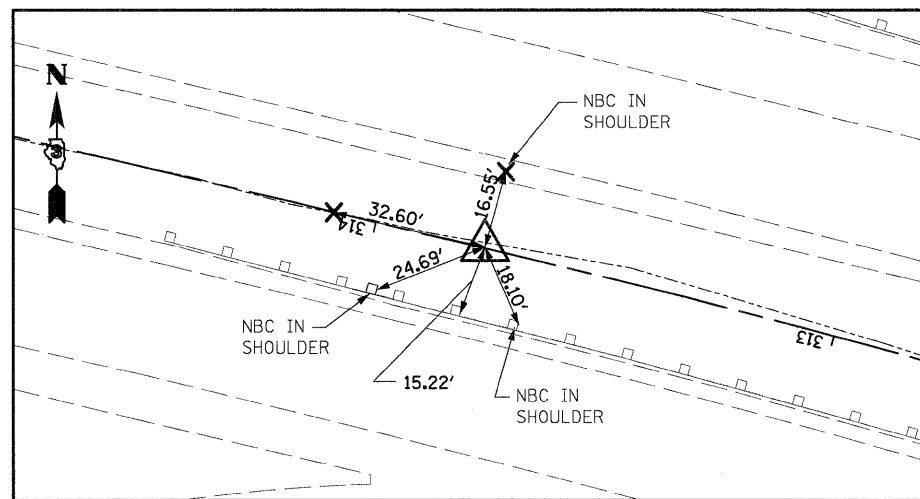 NBC IN
SHOULDER
N
3
16.55'
32.60'
314
24.69'
18.10'
313
NBC IN
SHOULDER
15.22'
NBC IN
SHOULDER